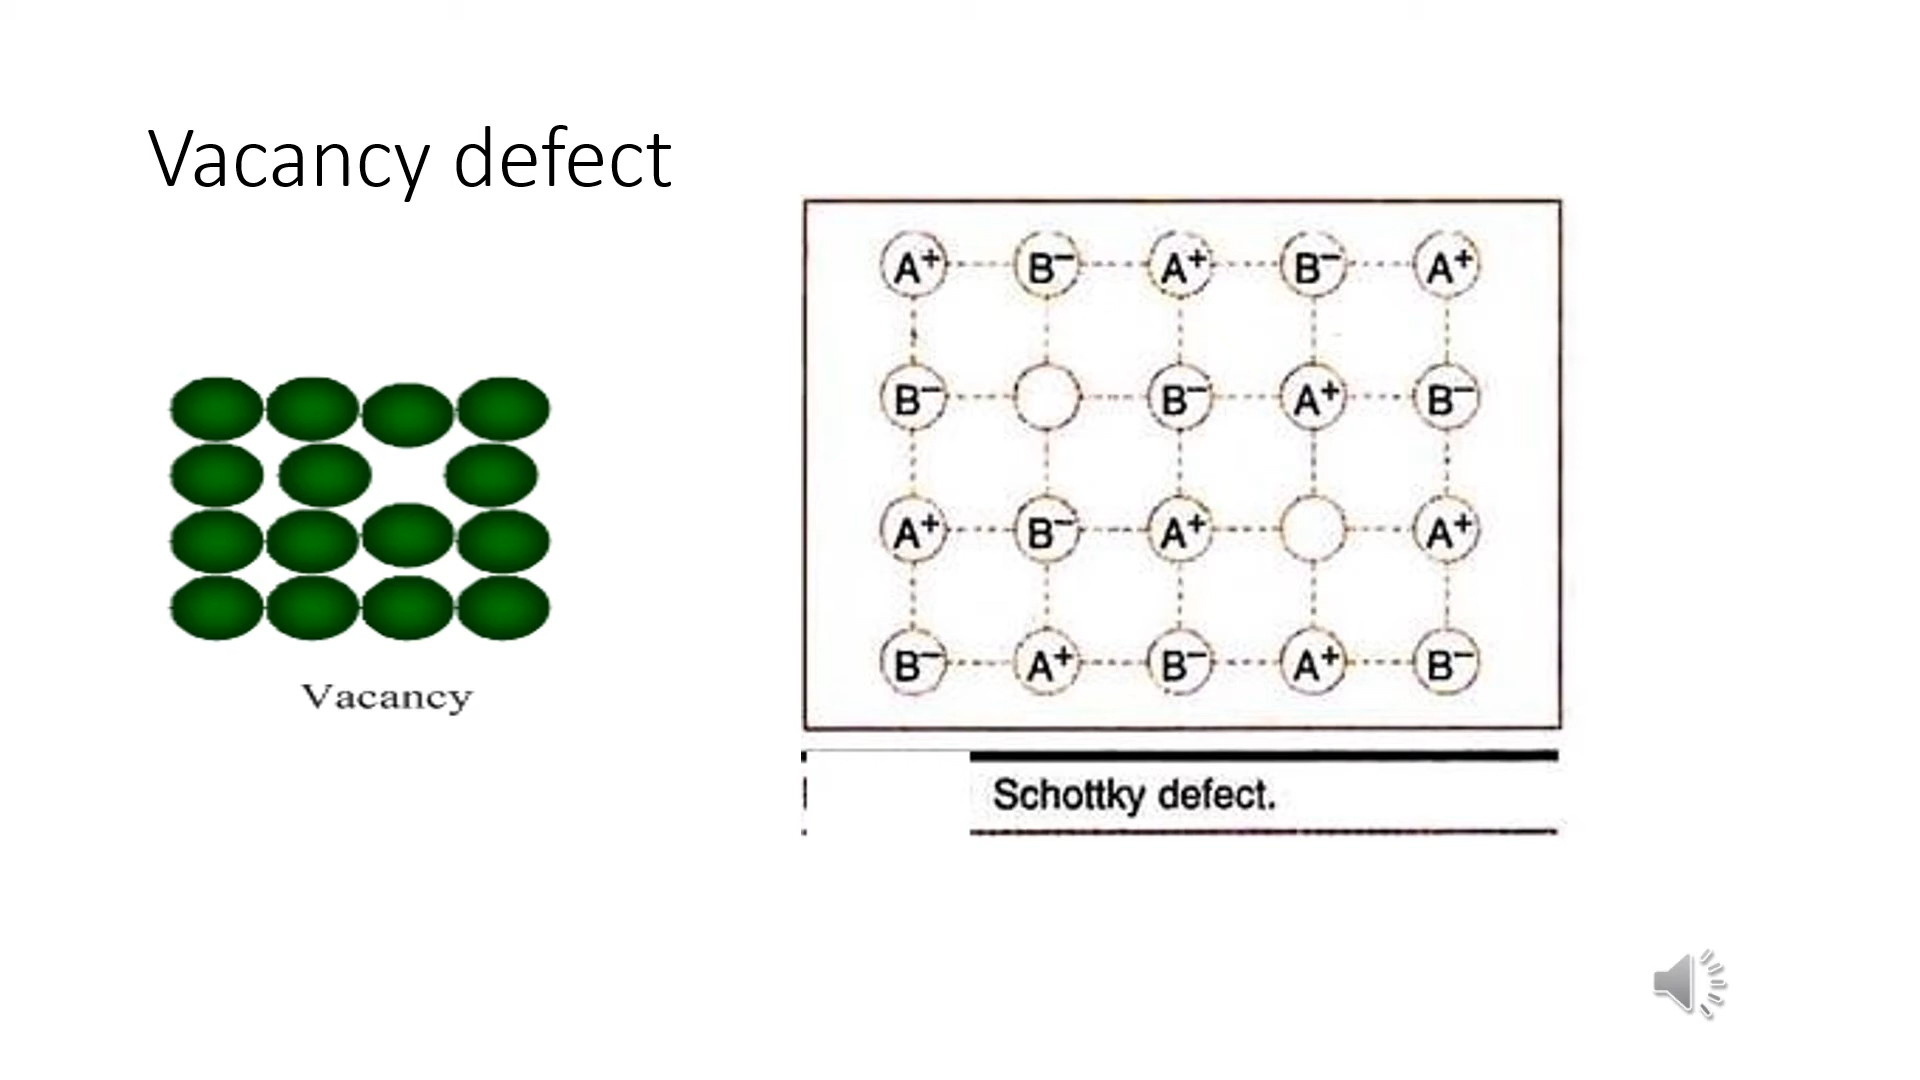 Vacancy defect
A⁺ B⁻ A⁺ B⁻ A⁺
B⁻ B⁻ A⁺ B⁻
A⁺ B⁻ A⁺ A⁺
B⁻ A⁺ B⁻ A⁺ B⁻
Vacancy
Schottky defect.